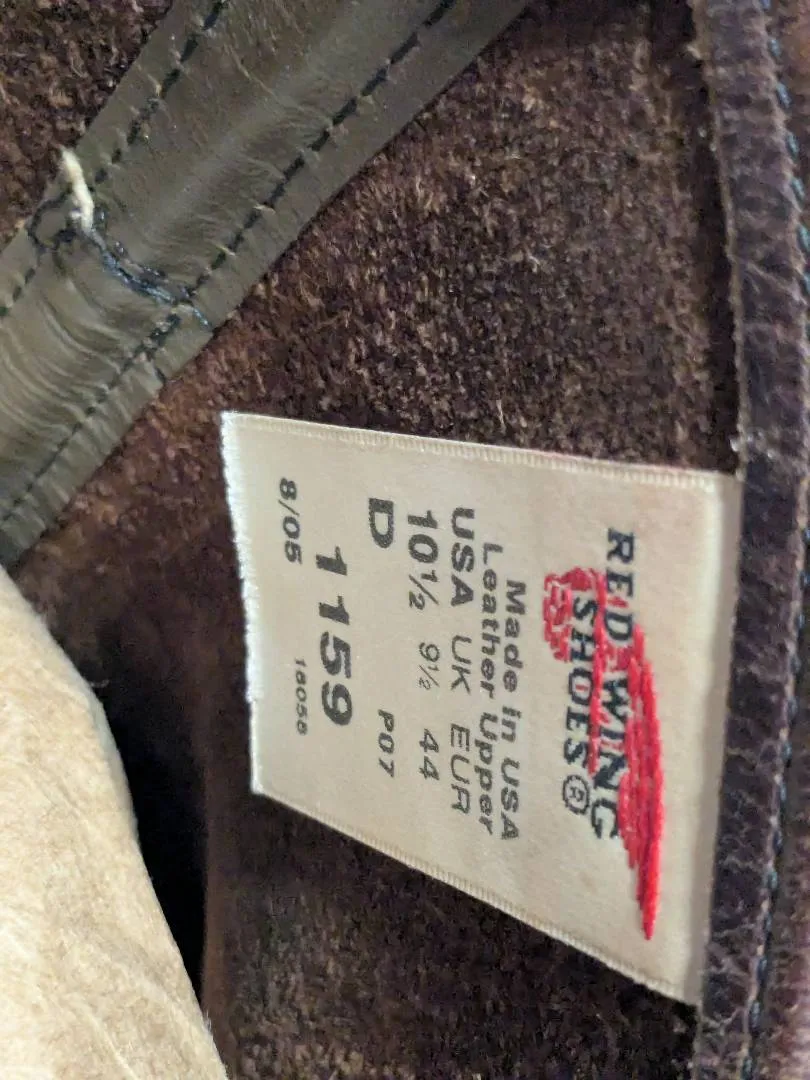 RED WING
SHOES®
Made in USA
Leather Upper
USA UK EUR
10½ 9½ 44
D P07
1159
8/05 18056